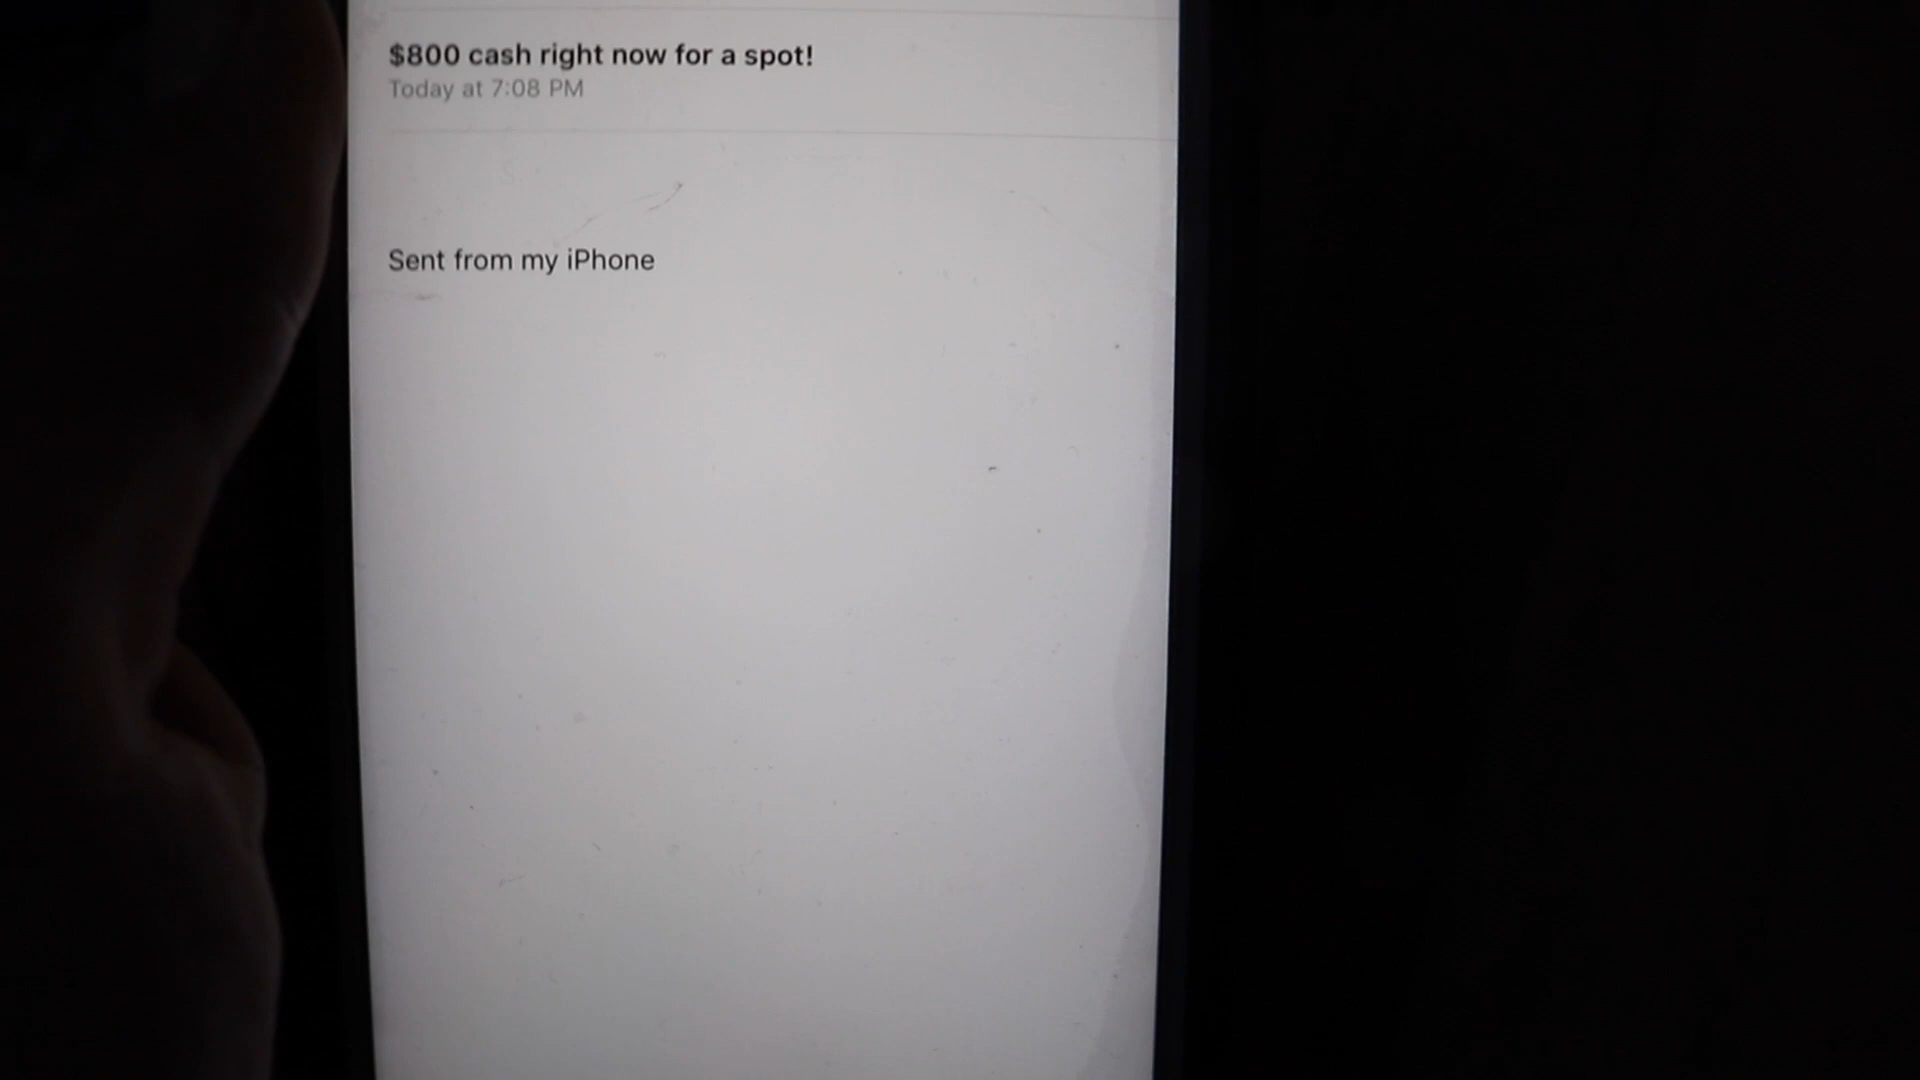 $800 cash right now for a spot!
Today at 7:08 PM
Sent from my iPhone